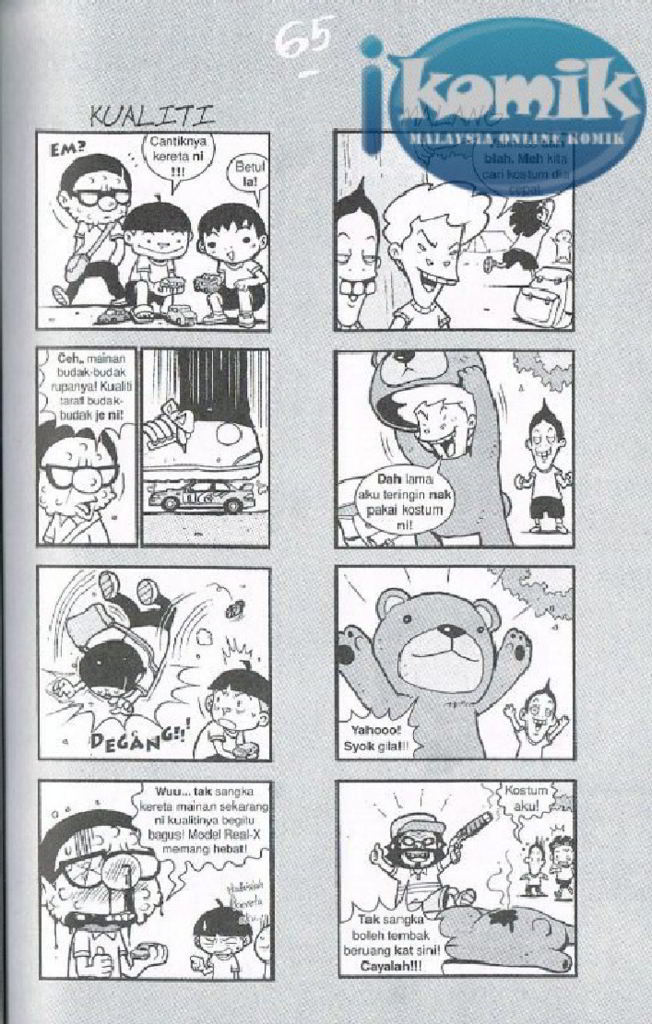 65
ikomik
MALAYSIA ONLINE KOMIK
KUALITI
EM?
Cantiknya
kereta ni
!!!
Betul
la!
Ceh.. mainan
budak-budak
rupanya! Kualiti
taraf budak-
budak je ni!
DEGANG!!!
Wuu... tak sangka
kereta mainan sekarang
ni kualitinya begitu
bagus! Model Real-X
memang hebat!
MALANG
blah. Meh kita
cari kostum dia
cepat
Dah lama
aku teringin nak
pakai kostum
ni!
Yahooo!
Syok gila!!!
Kostum
aku!
Tak sangka
boleh tembak
beruang kat sini!
Cayalah!!!